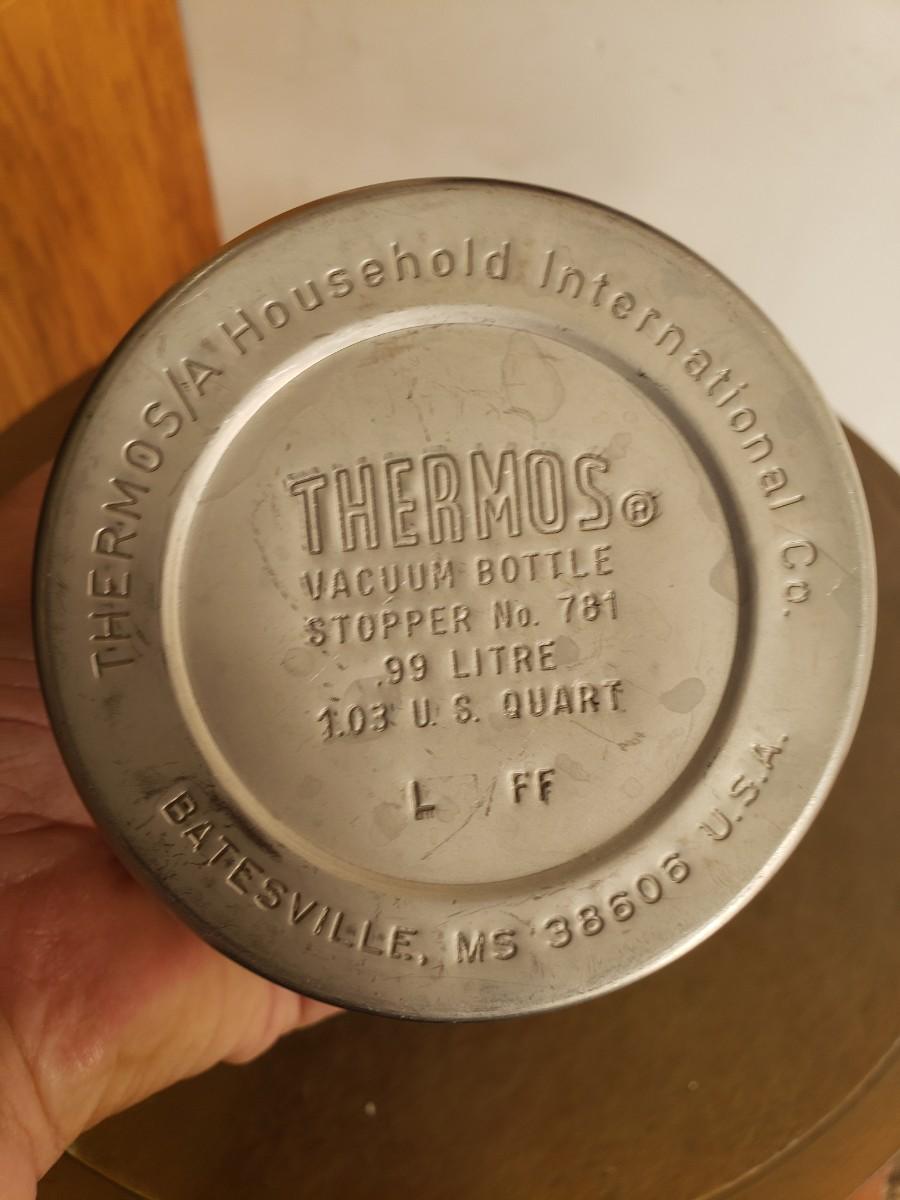 THERMOS/A Household International Co.
THERMOS®
VACUUM BOTTLE
STOPPER No. 781
.99 LITRE
1.03 U.S. QUART
L FF
BATESVILLE, MS 38606 U.S.A.